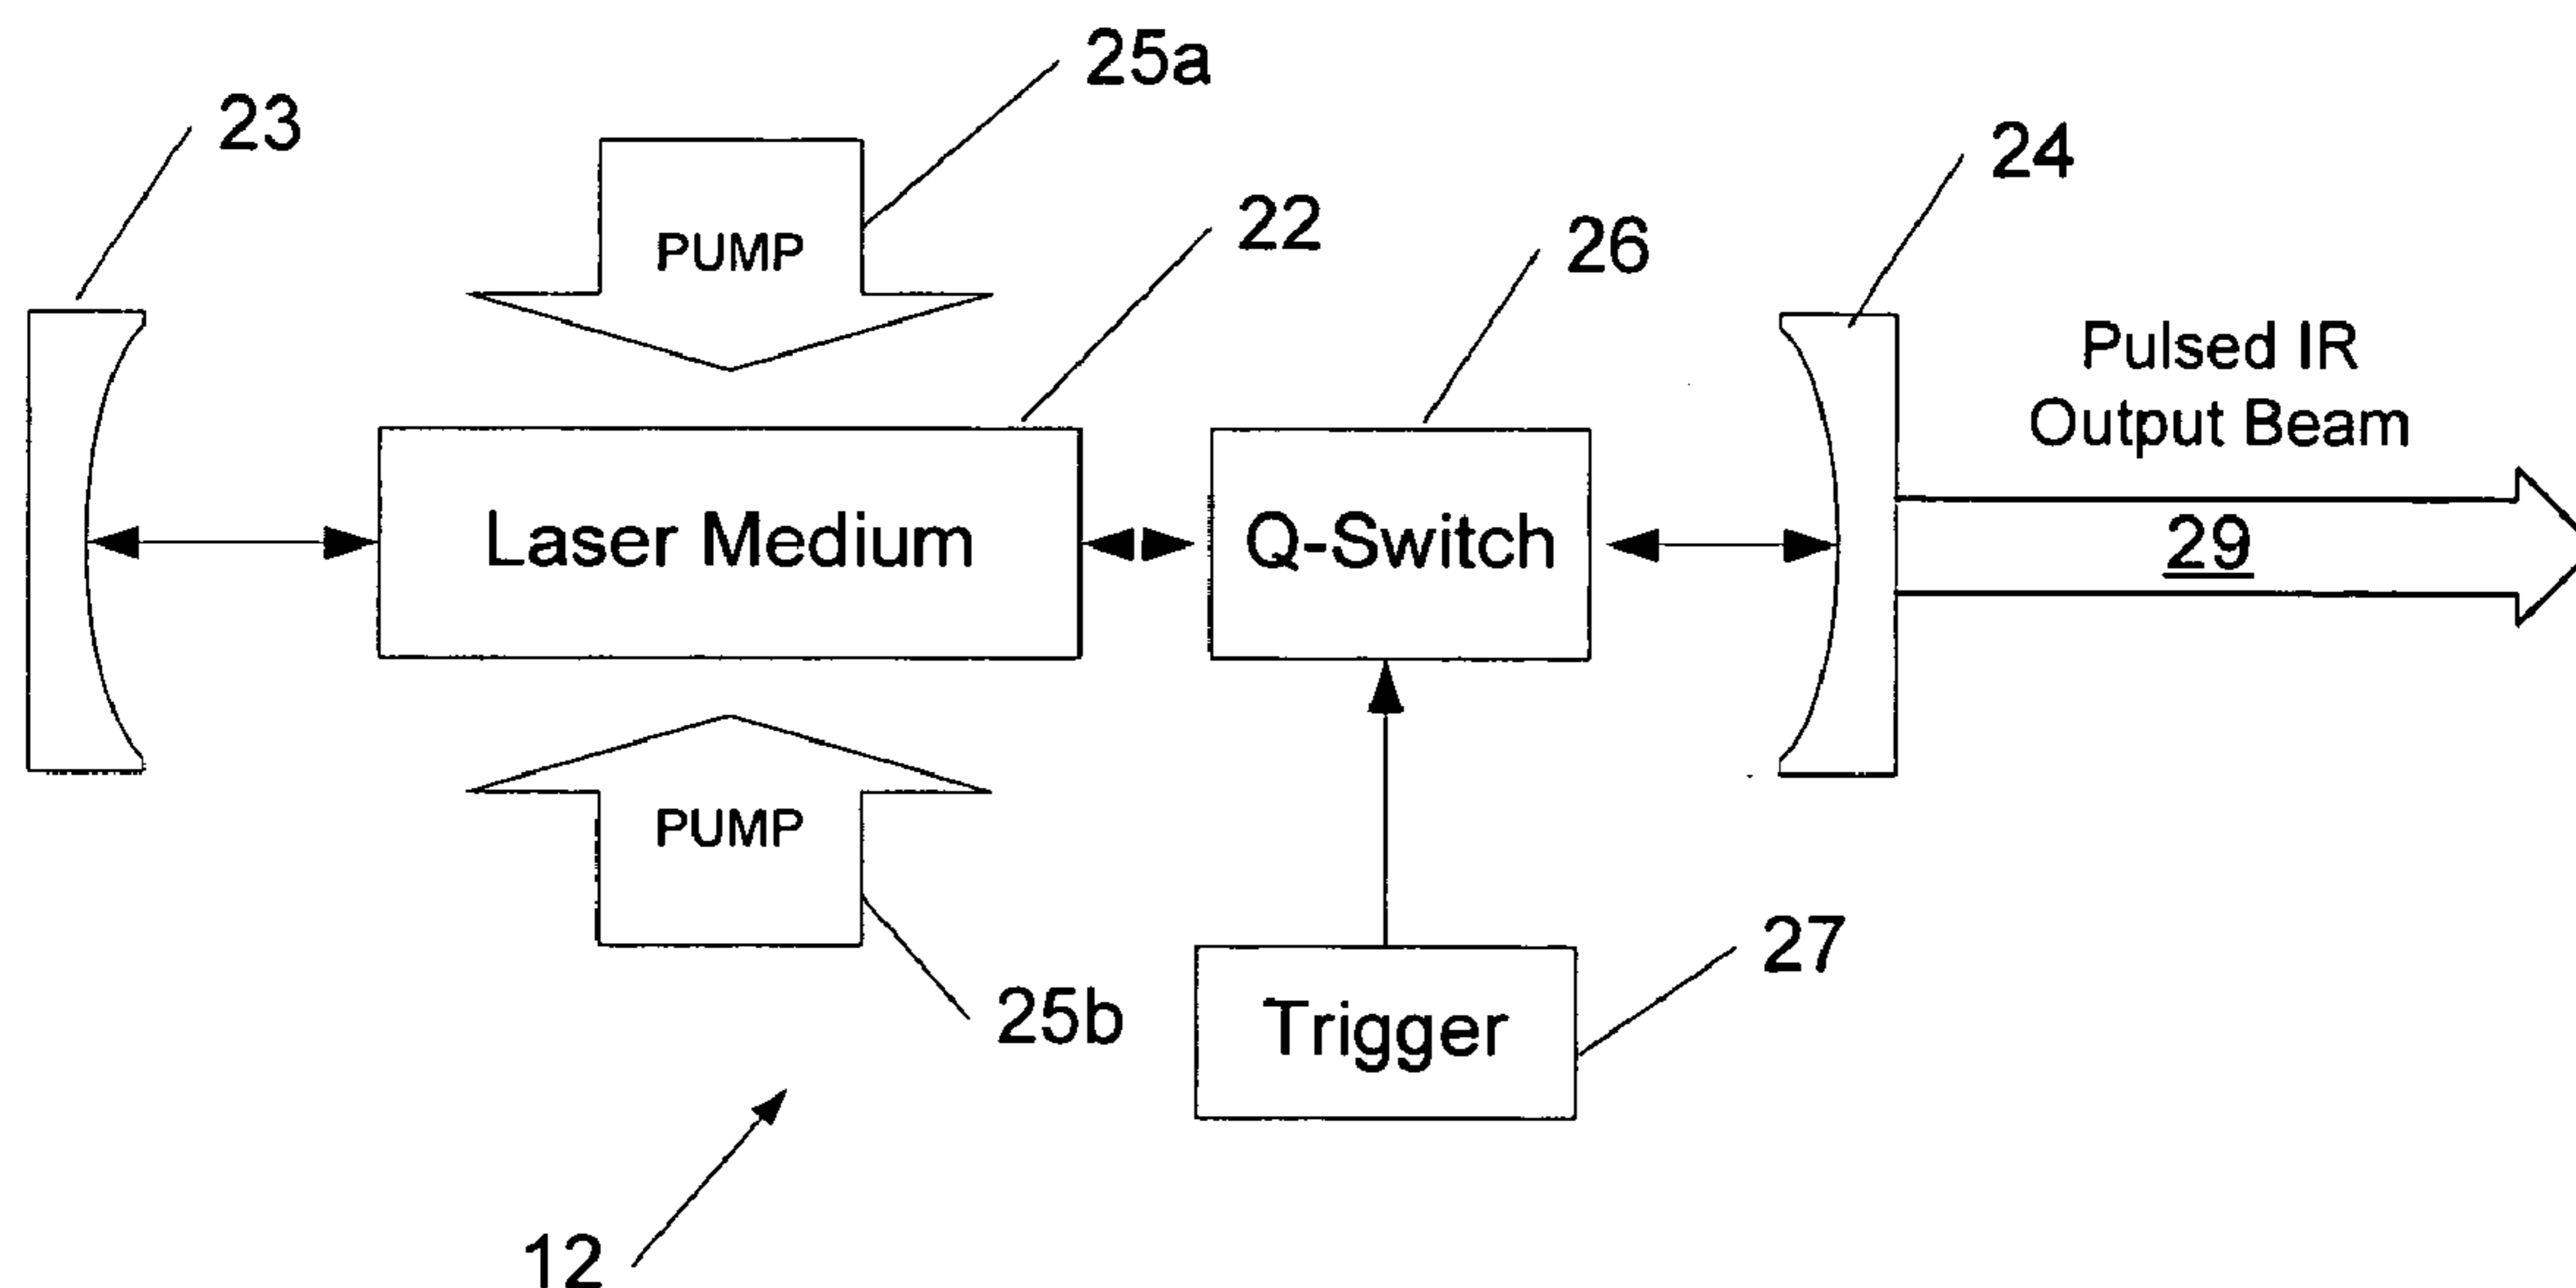 25a
23
24
PUMP
22
26
Pulsed IR
Output Beam
Laser Medium
Q-Switch
29
PUMP
27
25b
Trigger
12